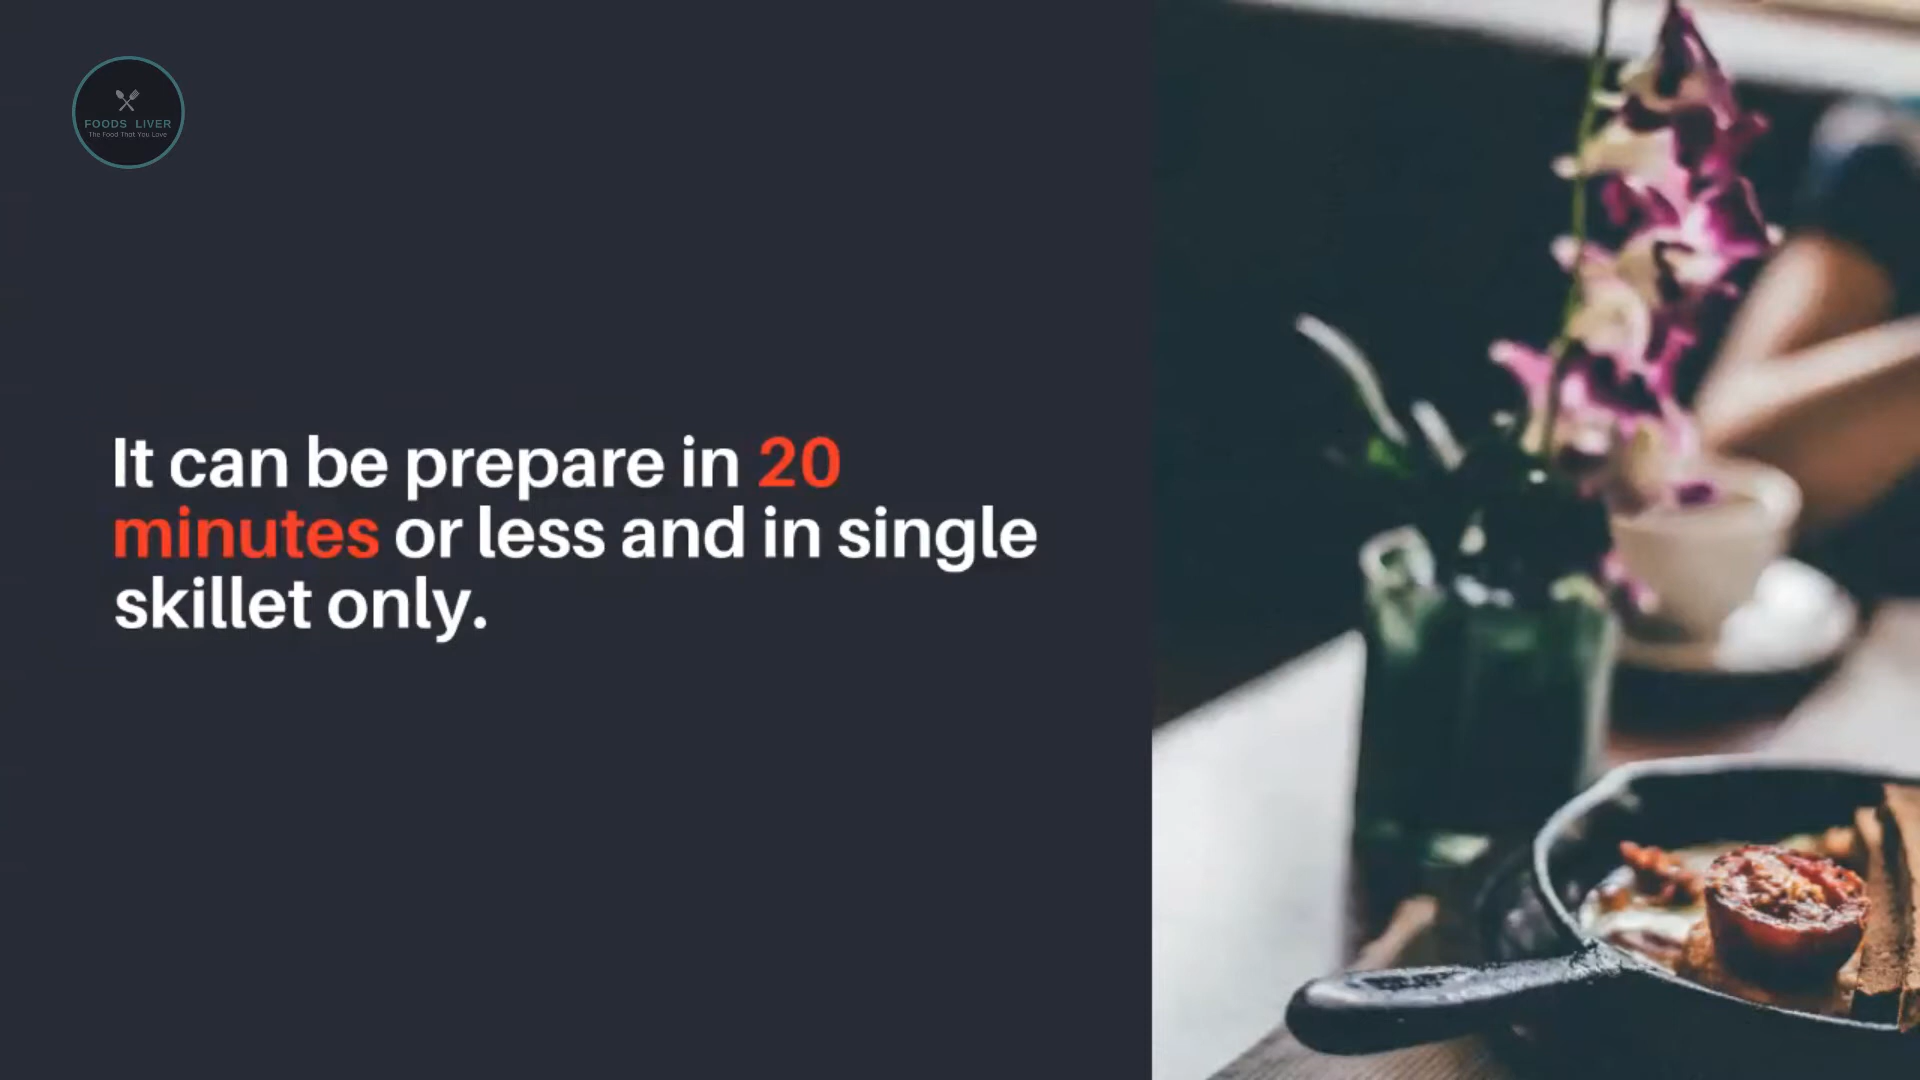 FOODS LIVER
The Food That You Love
It can be prepare in 20
minutes or less and in single
skillet only.